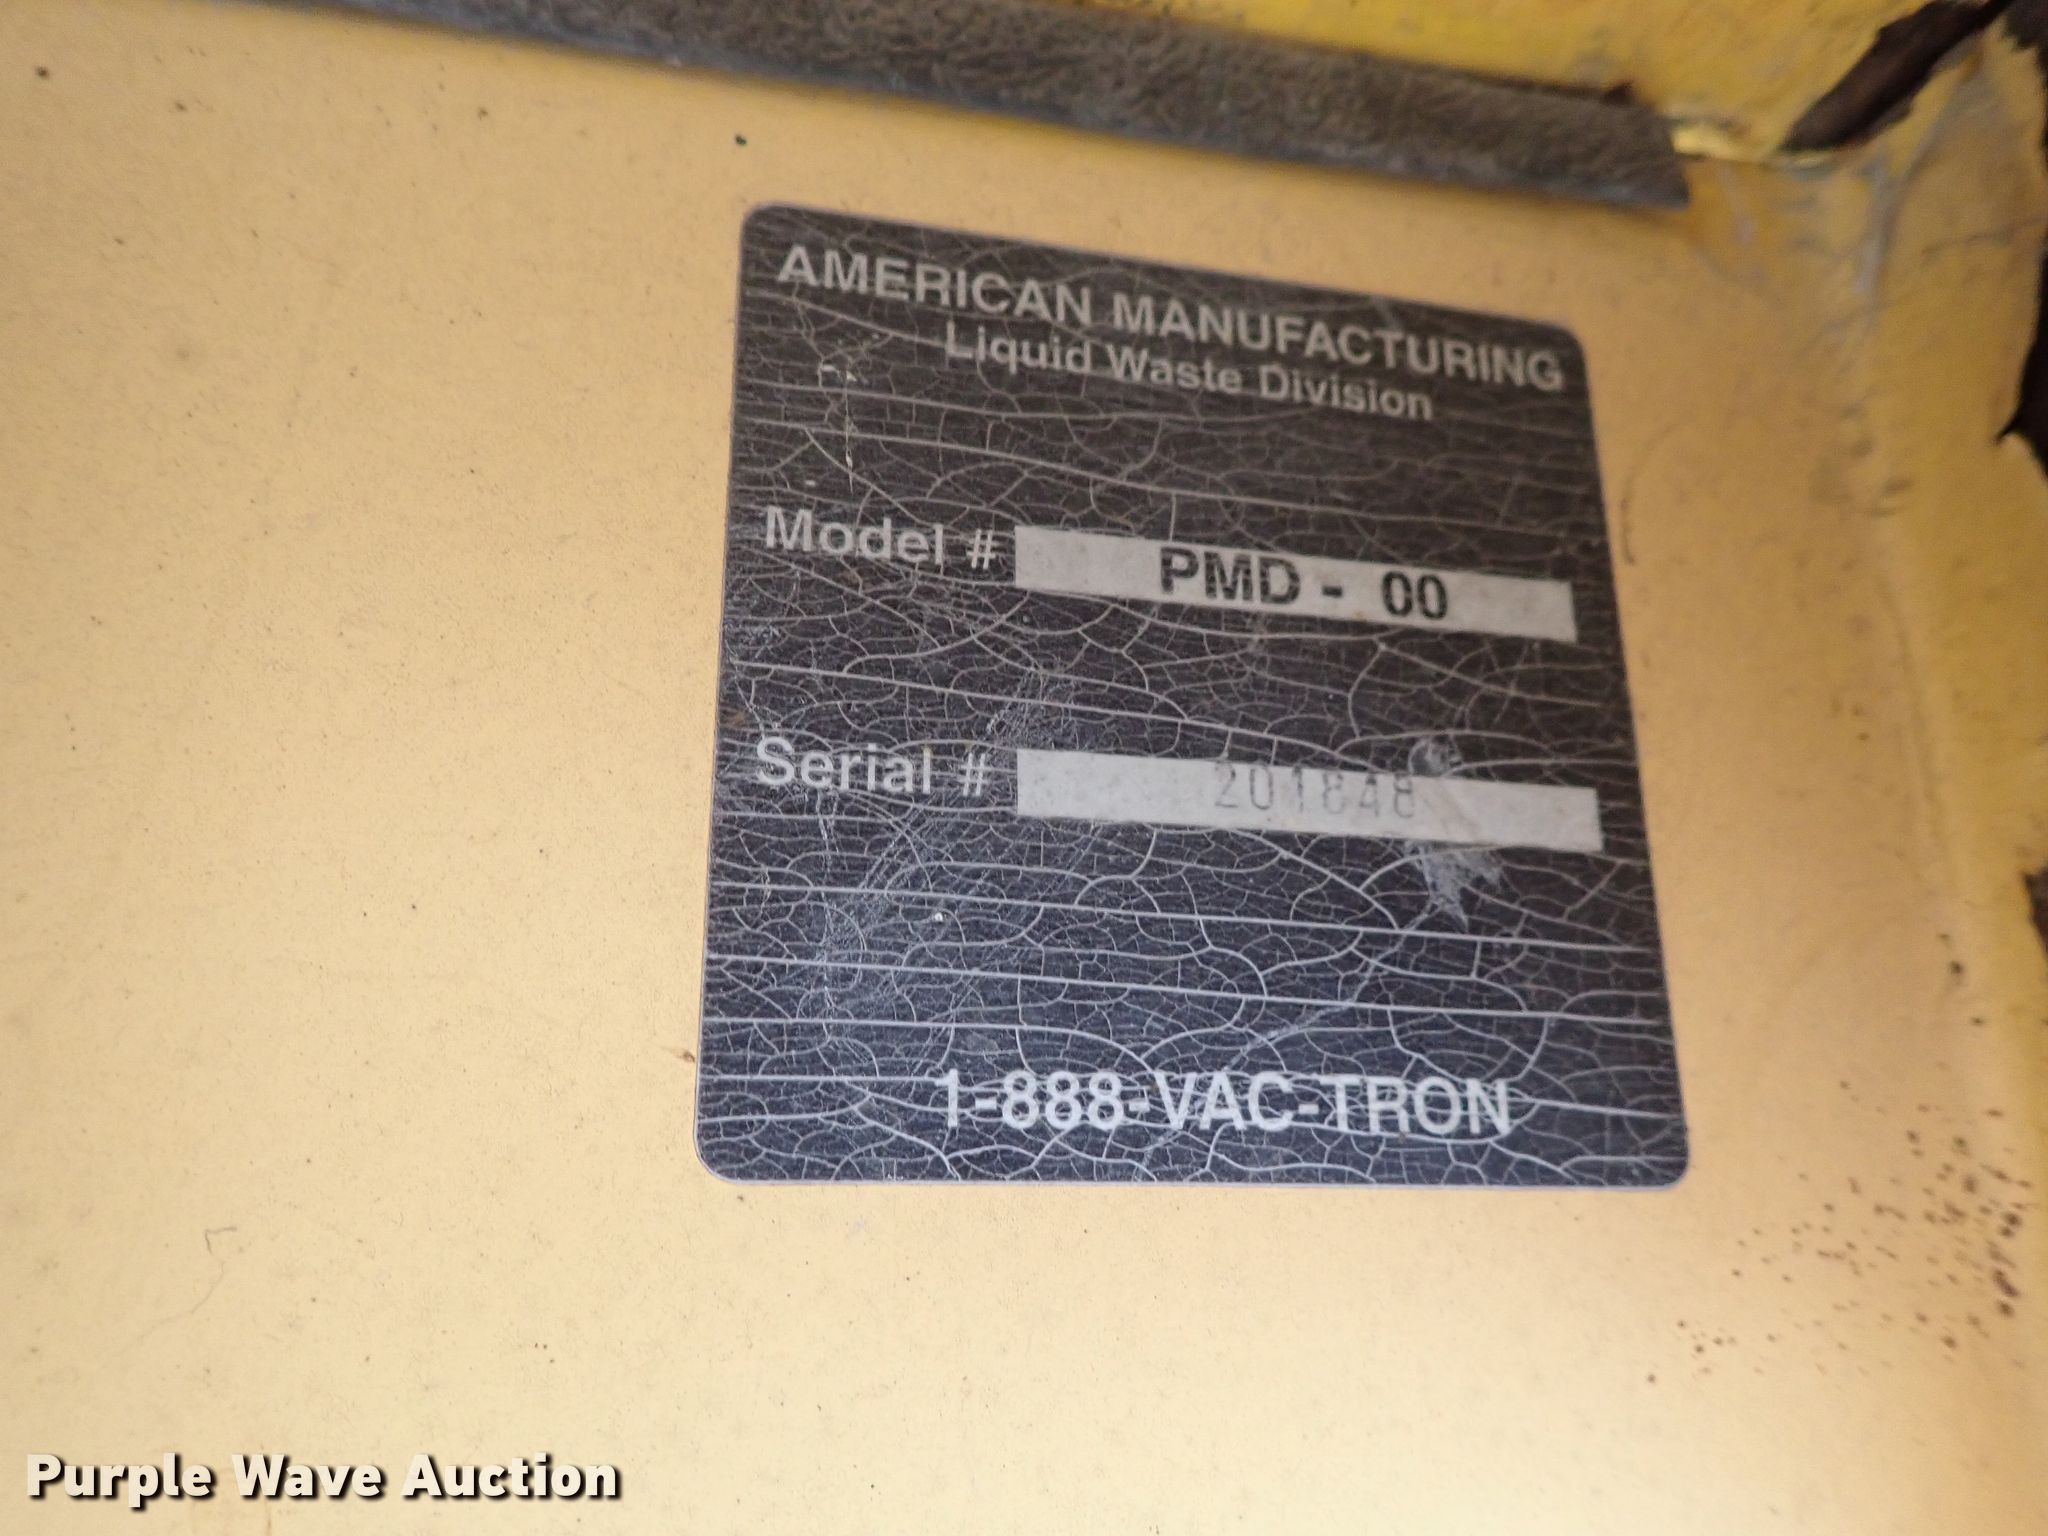 AMERICAN MANUFACTURING
Liquid Waste Division
Model # PMD - 00
Serial # 201848
1-888-VAC-TRON
Purple Wave Auction